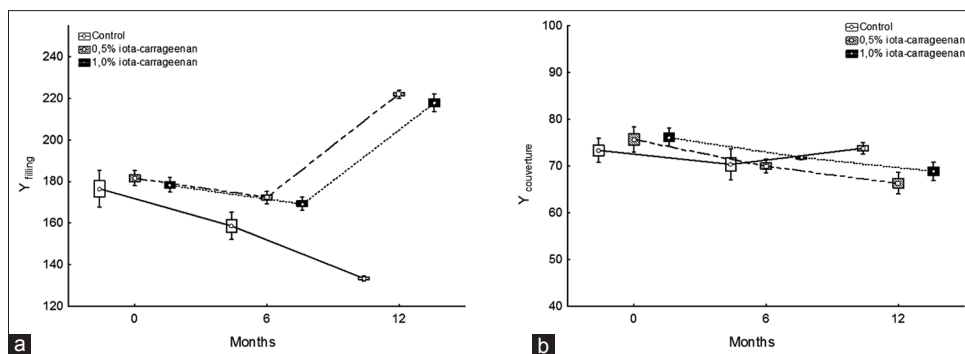 Control
0,5% iota-carrageenan
1,0% iota-carrageenan
240
220
200
180
160
140
120
Y filling
0
6
12
Months
a
Control
0,5% iota-carrageenan
1,0% iota-carrageenan
100
90
80
70
60
50
40
Y couverture
0
6
12
Months
b